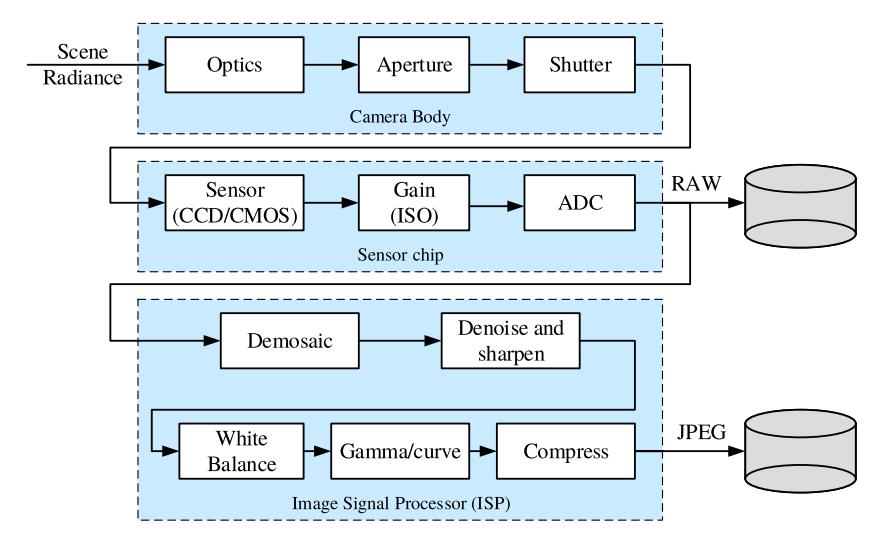 Scene
Radiance
Optics
Aperture
Shutter
Camera Body
Sensor
(CCD/CMOS)
Gain
(ISO)
ADC
RAW
Sensor chip
Demosaic
Denoise and
sharpen
White
Balance
Gamma/curve
Compress
JPEG
Image Signal Processor (ISP)